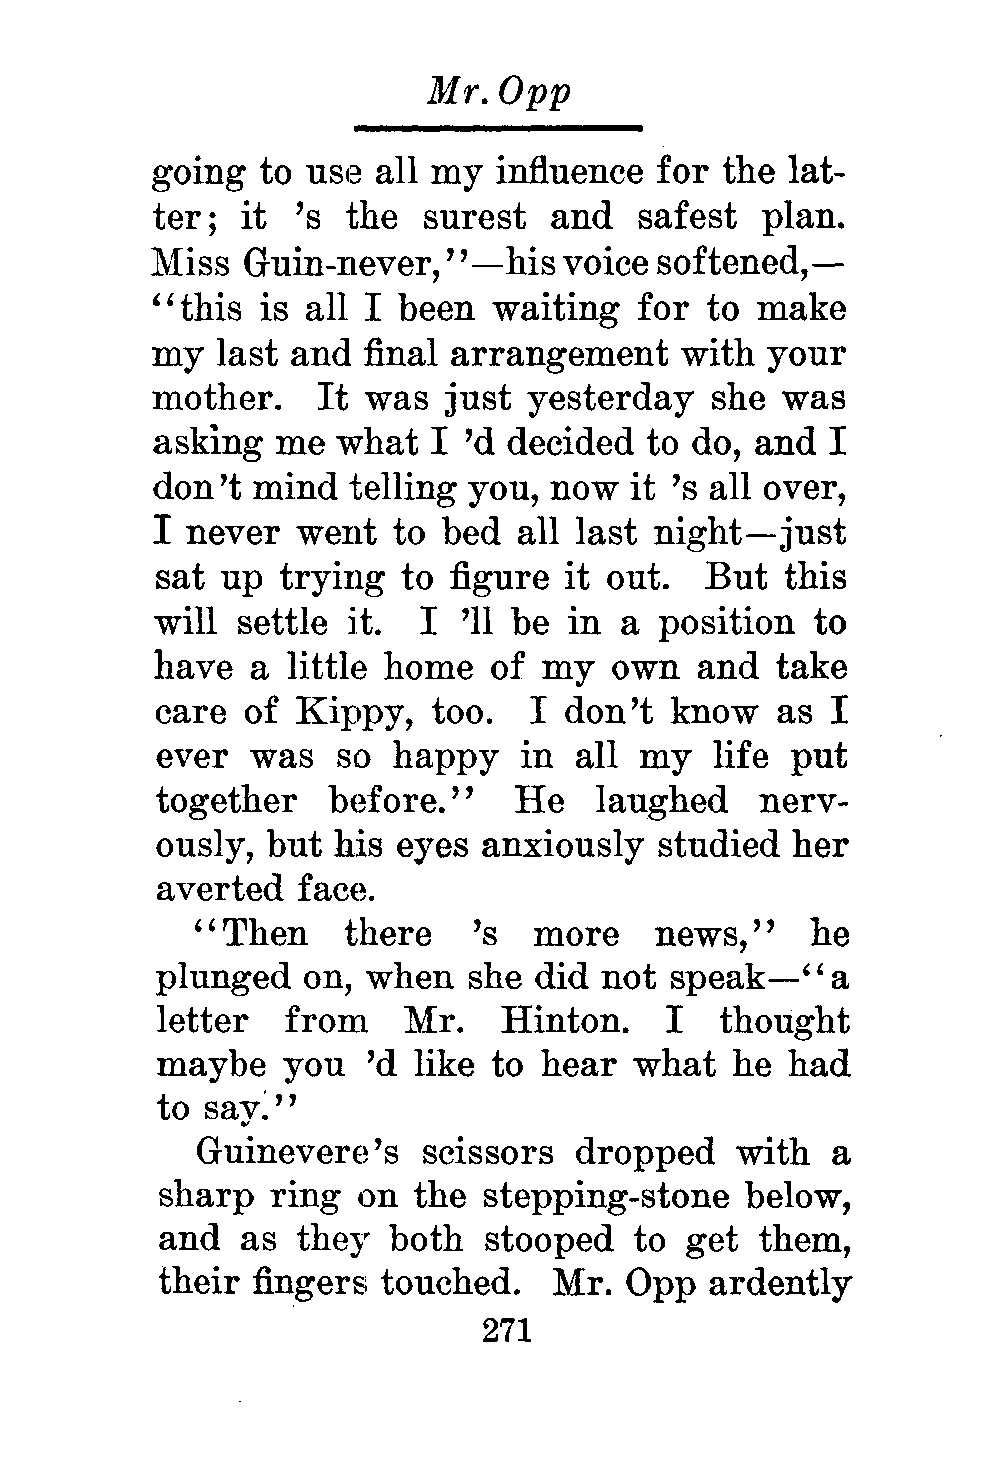 Mr. Opp
going to use all my influence for the lat-
ter; it 's the surest and safest plan.
Miss Guin-never,"—his voice softened,—
"this is all I been waiting for to make
my last and final arrangement with your
mother. It was just yesterday she was
asking me what I 'd decided to do, and I
don't mind telling you, now it 's all over,
I never went to bed all last night—just
sat up trying to figure it out. But this
will settle it. I 'll be in a position to
have a little home of my own and take
care of Kippy, too. I don't know as I
ever was so happy in all my life put
together before." He laughed nerv-
ously, but his eyes anxiously studied her
averted face.
"Then there 's more news," he
plunged on, when she did not speak—"a
letter from Mr. Hinton. I thought
maybe you 'd like to hear what he had
to say."
Guinevere's scissors dropped with a
sharp ring on the stepping-stone below,
and as they both stooped to get them,
their fingers touched. Mr. Opp ardently
271